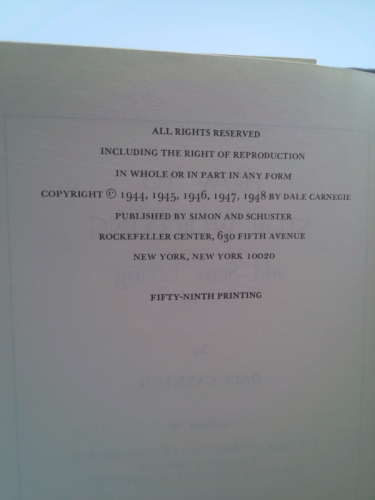 ALL RIGHTS RESERVED
INCLUDING THE RIGHT OF REPRODUCTION
IN WHOLE OR IN PART IN ANY FORM
COPYRIGHT © 1944, 1945, 1946, 1947, 1948 BY DALE CARNEGIE
PUBLISHED BY SIMON AND SCHUSTER
ROCKEFELLER CENTER, 630 FIFTH AVENUE
NEW YORK, NEW YORK 10020
FIFTY-NINTH PRINTING